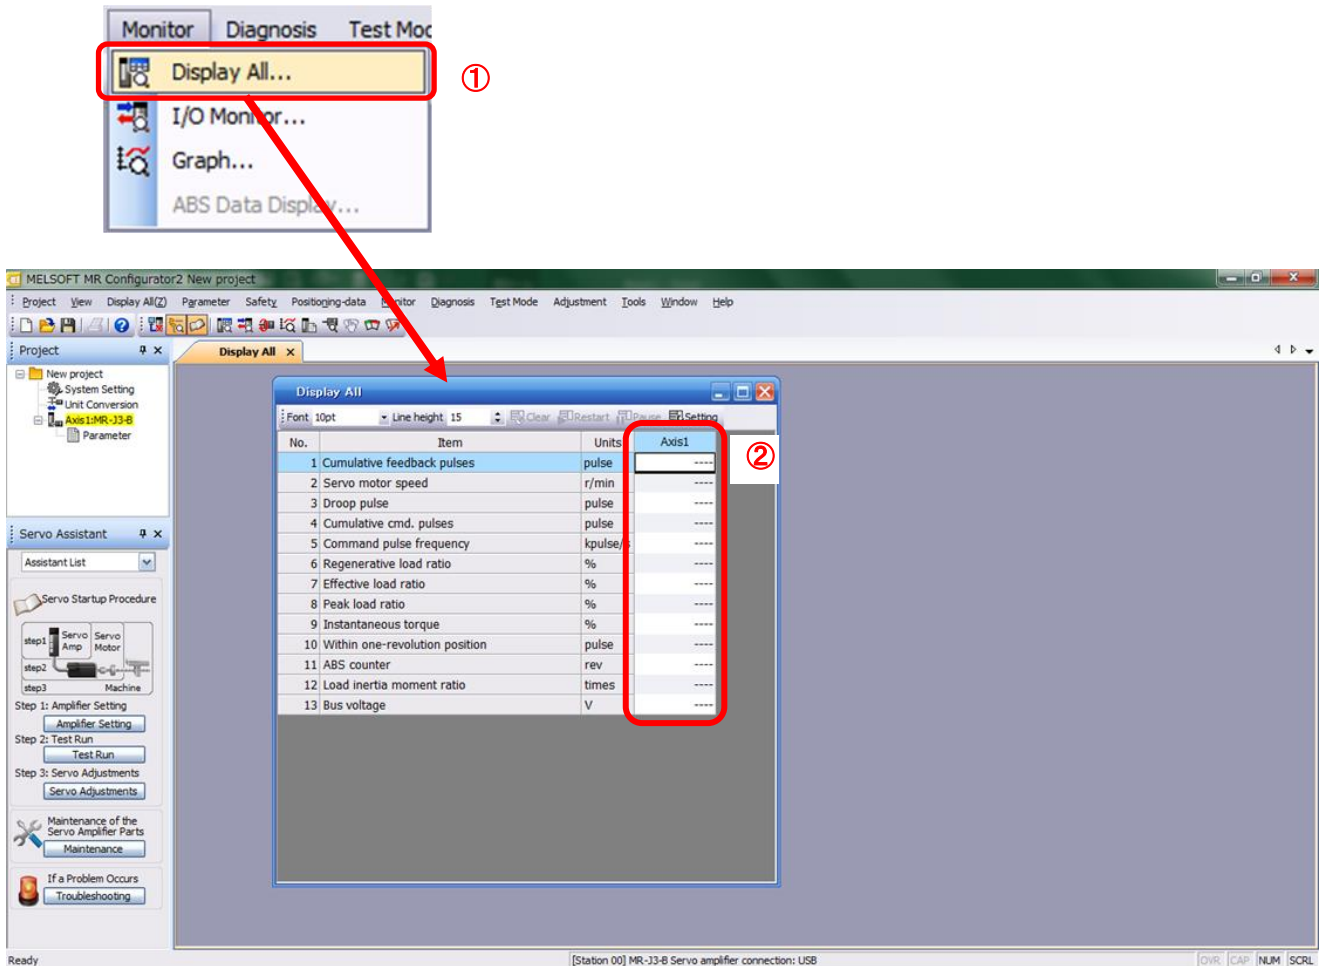 Monitor Diagnosis Test Mod
Display All...
①
I/O Monitor...
Graph...
ABS Data Display...
MELSOFT MR Configurator2 New project
Project View Display All(Z) Parameter Safety Positioning-data Monitor Diagnosis Test Mode Adjustment Tools Window Help
Project
Display All
New project
System Setting
Unit Conversion
Axis1:MR-J3-B
Parameter
Display All
Font 10pt Line height 15 Clear Restart Pause Setting
No. Item Units Axis1
②
1 Cumulative feedback pulses pulse ----
2 Servo motor speed r/min ----
3 Droop pulse pulse ----
4 Cumulative cmd. pulses pulse ----
5 Command pulse frequency kpulse/s ----
6 Regenerative load ratio % ----
7 Effective load ratio % ----
8 Peak load ratio % ----
9 Instantaneous torque % ----
10 Within one-revolution position pulse ----
11 ABS counter rev ----
12 Load inertia moment ratio times ----
13 Bus voltage V ----
Servo Assistant
Assistant List
Servo Startup Procedure
step1 Servo Amp Servo Motor
step2
step3 Machine
Step 1: Amplifier Setting
Amplifier Setting
Step 2: Test Run
Test Run
Step 3: Servo Adjustments
Servo Adjustments
Maintenance of the
Servo Amplifier Parts
Maintenance
If a Problem Occurs
Troubleshooting
Ready [Station 00] MR-J3-B Servo amplifier connection: USB OVR CAP NUM SCRL